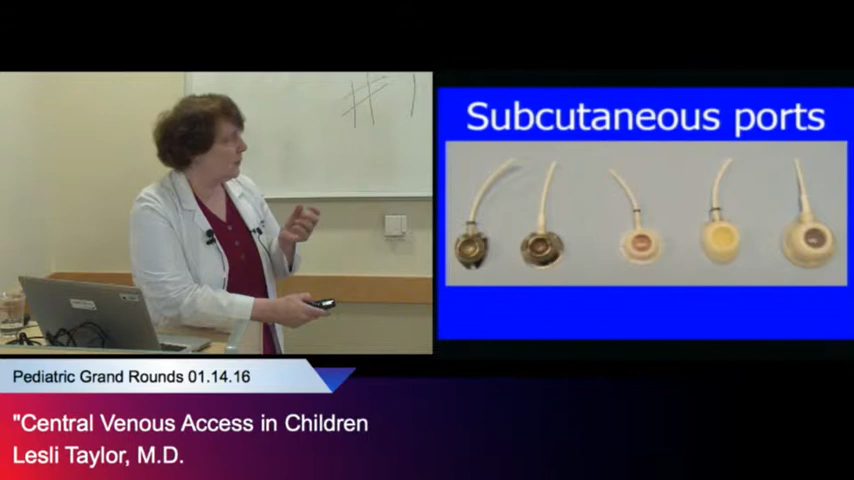 Subcutaneous ports
Pediatric Grand Rounds 01.14.16
"Central Venous Access in Children
Lesli Taylor, M.D.